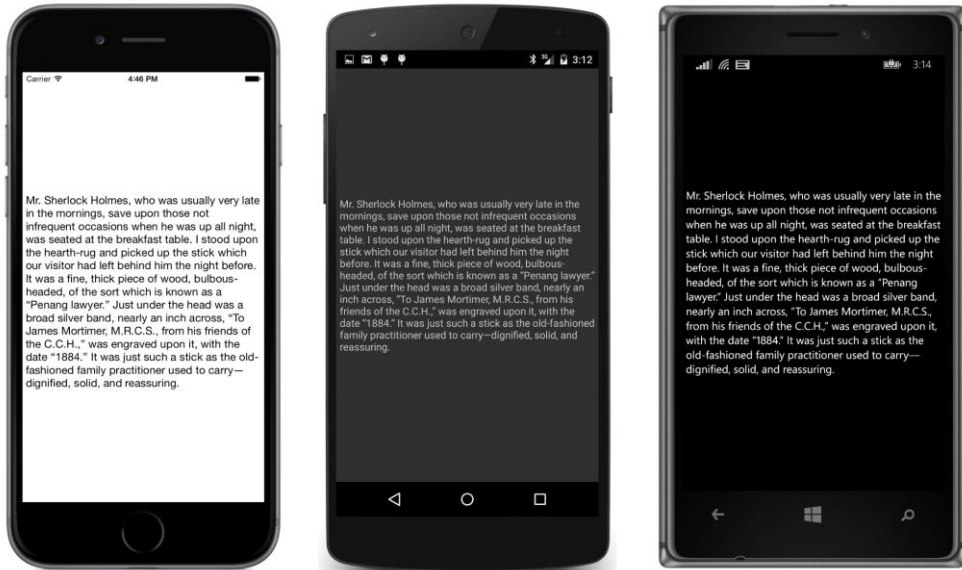 Carrier
4:46 PM
Mr. Sherlock Holmes, who was usually very late
in the mornings, save upon those not
infrequent occasions when he was up all night,
was seated at the breakfast table. I stood upon
the hearth-rug and picked up the stick which
our visitor had left behind him the night before.
It was a fine, thick piece of wood, bulbous-
headed, of the sort which is known as a
“Penang lawyer.” Just under the head was a
broad silver band, nearly an inch across, “To
James Mortimer, M.R.C.S., from his friends of
the C.C.H.,” was engraved upon it, with the
date “1884.” It was just such a stick as the old-
fashioned family practitioner used to carry—
dignified, solid, and reassuring.
3G
3:12
Mr. Sherlock Holmes, who was usually very late in the
mornings, save upon those not infrequent occasions
when he was up all night, was seated at the breakfast
table. I stood upon the hearth-rug and picked up the
stick which our visitor had left behind him the night
before. It was a fine, thick piece of wood, bulbous-
headed, of the sort which is known as a “Penang lawyer.”
Just under the head was a broad silver band, nearly an
inch across, “To James Mortimer, M.R.C.S., from his
friends of the C.C.H.,” was engraved upon it, with the
date “1884.” It was just such a stick as the old-fashioned
family practitioner used to carry—dignified, solid, and
reassuring.
3:14
Mr. Sherlock Holmes, who was usually very late in the
mornings, save upon those not infrequent occasions
when he was up all night, was seated at the breakfast
table. I stood upon the hearth-rug and picked up the
stick which our visitor had left behind him the night
before. It was a fine, thick piece of wood, bulbous-
headed, of the sort which is known as a “Penang
lawyer.” Just under the head was a broad silver band,
nearly an inch across, “To James Mortimer, M.R.C.S.,
from his friends of the C.C.H.,” was engraved upon it,
with the date “1884.” It was just such a stick as the
old-fashioned family practitioner used to carry—
dignified, solid, and reassuring.